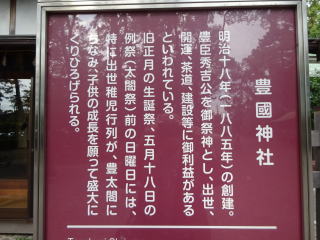 豊國神社
明治十八年(一八八五年)の創建。
豊臣秀吉公を御祭神とし、出世、
開運、茶道、建設等に御利益がある
といわれている。
旧正月の生誕祭、五月十八日の
例祭(太閤祭)前の日曜日には、
特に出世稚児行列が、豊太閤に
ちなみ、子供の成長を願って盛大に
くりひろげられる。